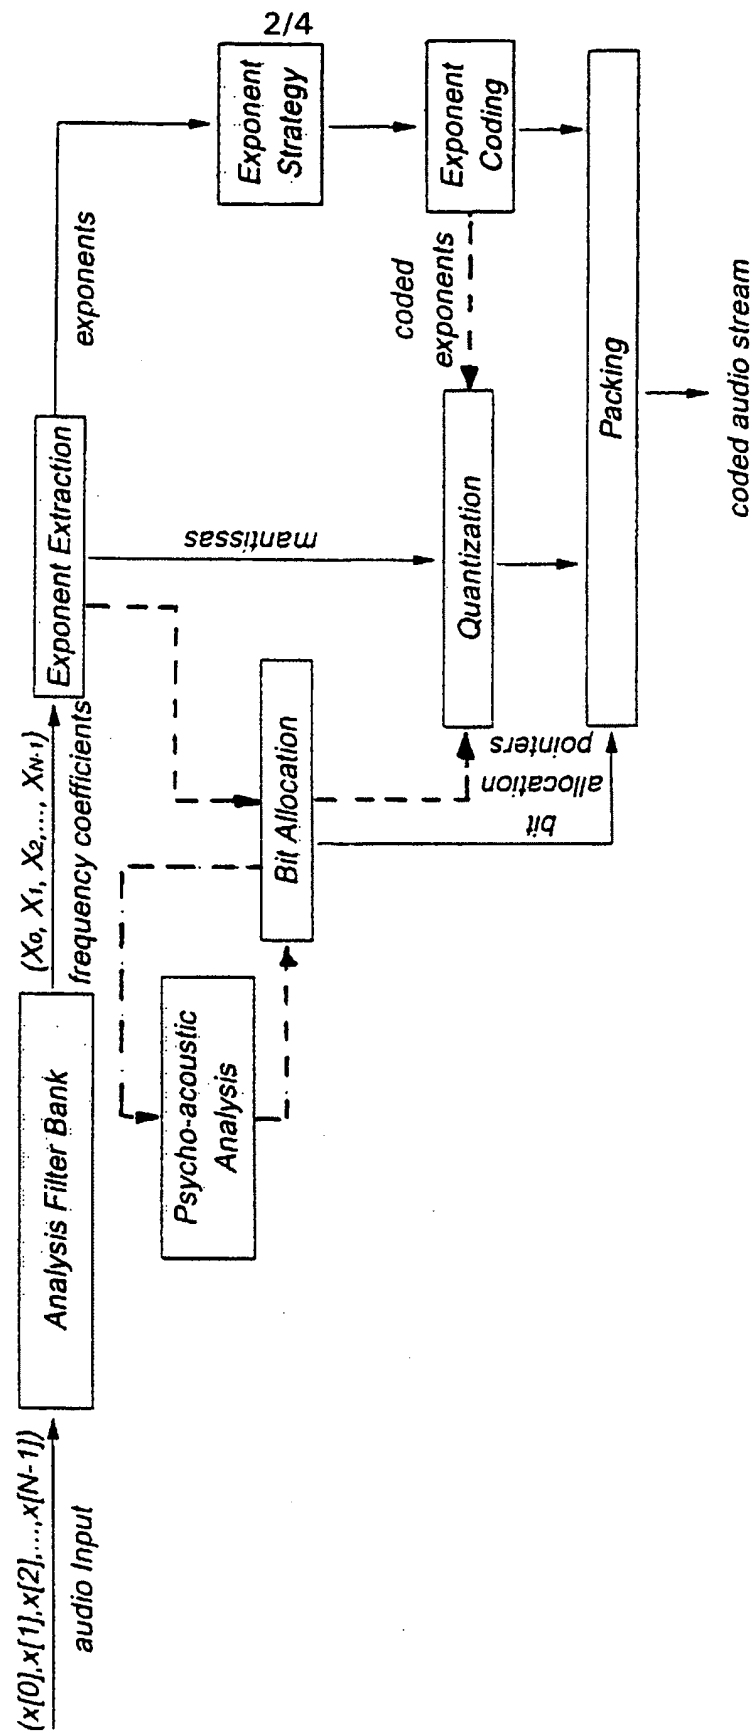 2/4
(x[0],x[1],x[2],...,x[N-1])
audio Input
Analysis Filter Bank
(X0, X1, X2,..., XN-1)
frequency coefficients
Exponent Extraction
exponents
Exponent
Strategy
Psycho-acoustic
Analysis
Bit Allocation
mantissas
coded
exponents
Exponent
Coding
Quantization
bit
allocation
pointers
Packing
coded audio stream